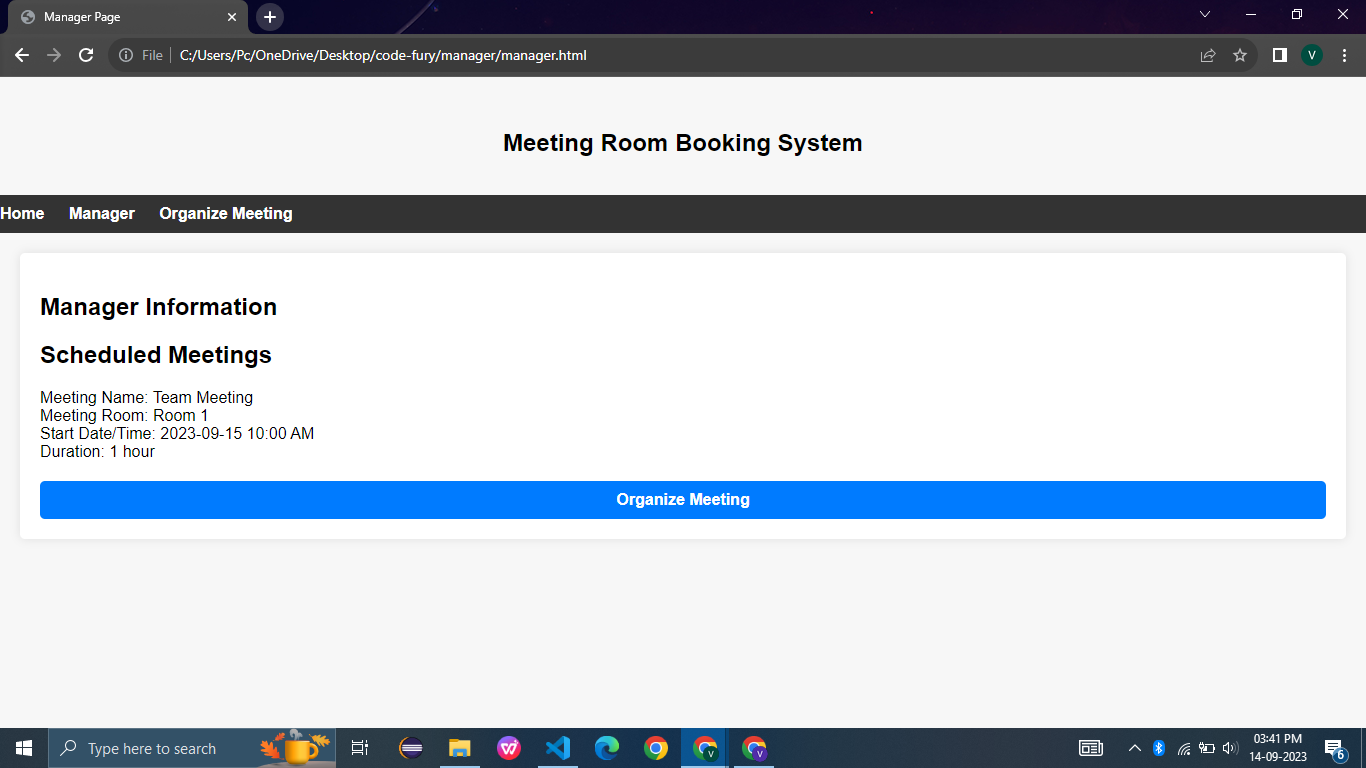 Manager Page
File
C:/Users/Pc/OneDrive/Desktop/code-fury/manager/manager.html
V
Meeting Room Booking System
Home Manager Organize Meeting
Manager Information
Scheduled Meetings
Meeting Name: Team Meeting
Meeting Room: Room 1
Start Date/Time: 2023-09-15 10:00 AM
Duration: 1 hour
Organize Meeting
Type here to search
W
V
V
03:41 PM
14-09-2023
6